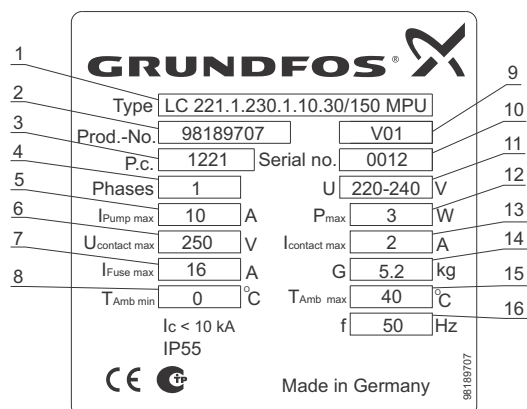 GRUNDFOS®
1
Type LC 221.1.230.1.10.30/150 MPU
2
9
Prod.-No. 98189707 V01
3
10
P.c. 1221 Serial no. 0012
4
11
Phases 1 U 220-240 V
5
12
IPump max 10 A Pmax 3 W
6
13
Ucontact max 250 V Icontact max 2 A
7
14
IFuse max 16 A G 5.2 kg
8
15
TAmb min 0 °C TAmb max 40 °C
16
Ic < 10 kA f 50 Hz
IP55
CE CTP Made in Germany
98189707